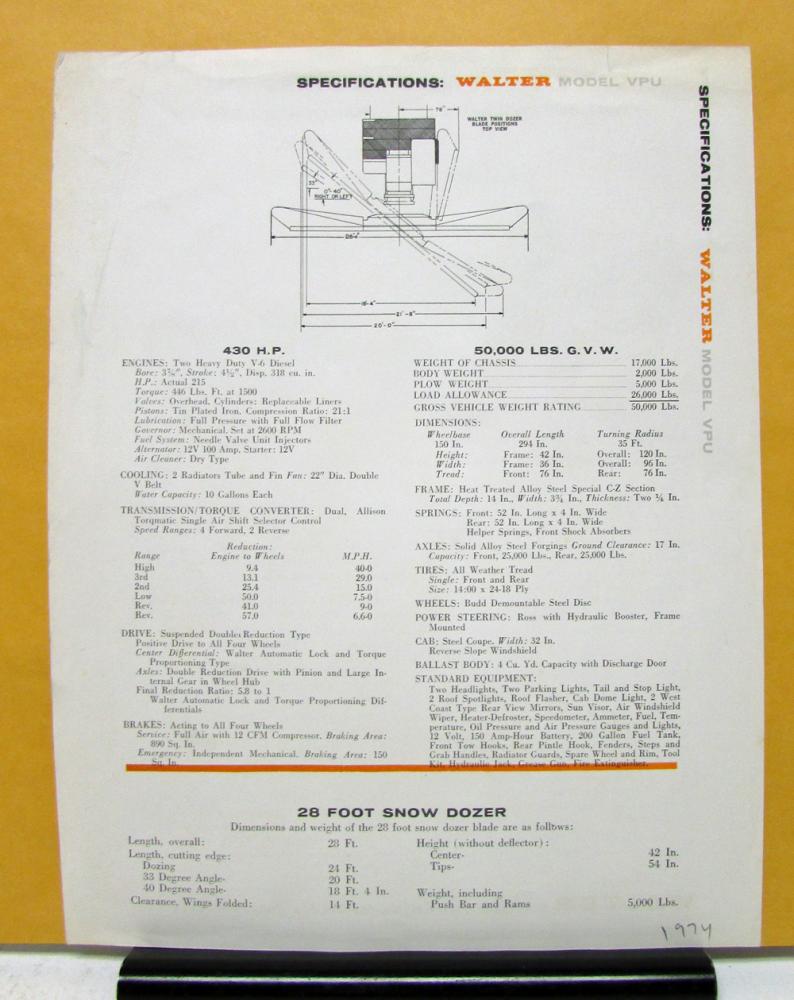 SPECIFICATIONS: WALTER MODEL VPU
SPECIFICATIONS: WALTER MODEL VPU
78"
WALTER TWIN DOZER
BLADE POSITIONS
TOP VIEW
33°
0°-40°
RIGHT OR LEFT
18'-4"
21'-8"
20'-0"
430 H.P.
ENGINES: Two Heavy Duty V-6 Diesel
Bore: 3⅞", Stroke: 4½", Disp. 318 cu. in.
H.P.: Actual 215
Torque: 446 Lbs. Ft. at 1500
Valves: Overhead, Cylinders: Replaceable Liners
Pistons: Tin Plated Iron, Compression Ratio: 21:1
Lubrication: Full Pressure with Full Flow Filter
Governor: Mechanical, Set at 2600 RPM
Fuel System: Needle Valve Unit Injectors
Alternator: 12V 100 Amp, Starter: 12V
Air Cleaner: Dry Type
COOLING: 2 Radiators Tube and Fin Fan: 22" Dia. Double
V Belt
Water Capacity: 10 Gallons Each
TRANSMISSION/TORQUE CONVERTER: Dual, Allison
Torqmatic Single Air Shift Selector Control
Speed Ranges: 4 Forward, 2 Reverse
Reduction:
Range Engine to Wheels M.P.H.
High 9.4 40-0
3rd 13.1 29.0
2nd 25.4 15.0
Low 50.0 7.5-0
Rev. 41.0 9-0
Rev. 57.0 6.6-0
DRIVE: Suspended Double Reduction Type
Positive Drive to All Four Wheels
Center Differential: Walter Automatic Lock and Torque
Proportioning Type
Axles: Double Reduction Drive with Pinion and Large In-
ternal Gear in Wheel Hub
Final Reduction Ratio: 5.8 to 1
Walter Automatic Lock and Torque Proportioning Dif-
ferentials
BRAKES: Acting to All Four Wheels
Service: Full Air with 12 CFM Compressor. Braking Area:
890 Sq. In.
Emergency: Independent Mechanical. Braking Area: 150
Sq. In.
50,000 LBS. G. V. W.
WEIGHT OF CHASSIS 17,000 Lbs.
BODY WEIGHT 2,000 Lbs.
PLOW WEIGHT 5,000 Lbs.
LOAD ALLOWANCE 26,000 Lbs.
GROSS VEHICLE WEIGHT RATING 50,000 Lbs.
DIMENSIONS:
Wheelbase Overall Length Turning Radius
150 In. 294 In. 35 Ft.
Height: Frame: 42 In. Overall: 120 In.
Width: Frame: 36 In. Overall: 96 In.
Tread: Front: 76 In. Rear: 76 In.
FRAME: Heat Treated Alloy Steel Special C-Z Section
Total Depth: 14 In., Width: 3¾ In., Thickness: Two In.
SPRINGS: Front: 52 In. Long x 4 In. Wide
Rear: 52 In. Long x 4 In. Wide
Helper Springs, Front Shock Absorbers
AXLES: Solid Alloy Steel Forgings Ground Clearance: 17 In.
Capacity: Front, 25,000 Lbs., Rear, 25,000 Lbs.
TIRES: All Weather Tread
Single: Front and Rear
Size: 14:00 x 24-18 Ply
WHEELS: Budd Demountable Steel Disc
POWER STEERING: Ross with Hydraulic Booster, Frame
Mounted
CAB: Steel Coupe. Width: 32 In.
Reverse Slope Windshield
BALLAST BODY: 4 Cu. Yd. Capacity with Discharge Door
STANDARD EQUIPMENT:
Two Headlights, Two Parking Lights, Tail and Stop Light,
2 Roof Spotlights, Roof Flasher, Cab Dome Light, 2 West
Coast Type Rear View Mirrors, Sun Visor, Air Windshield
Wiper, Heater-Defroster, Speedometer, Ammeter, Fuel, Tem-
perature, Oil Pressure and Air Pressure Gauges and Lights,
12 Volt, 150 Amp-Hour Battery, 200 Gallon Fuel Tank,
Front Tow Hooks, Rear Pintle Hook, Fenders, Steps and
Grab Handles, Radiator Guards, Spare Wheel and Rim, Tool
Kit, Hydraulic Jack, Grease Gun, Fire Extinguisher.
28 FOOT SNOW DOZER
Dimensions and weight of the 28 foot snow dozer blade are as follows:
Length, overall: 28 Ft.
Length, cutting edge:
Dozing 24 Ft.
33 Degree Angle- 20 Ft.
40 Degree Angle- 18 Ft. 4 In.
Clearance, Wings Folded: 14 Ft.
Height (without deflector):
Center- 42 In.
Tips- 54 In.
Weight, including
Push Bar and Rams 5,000 Lbs.
1974